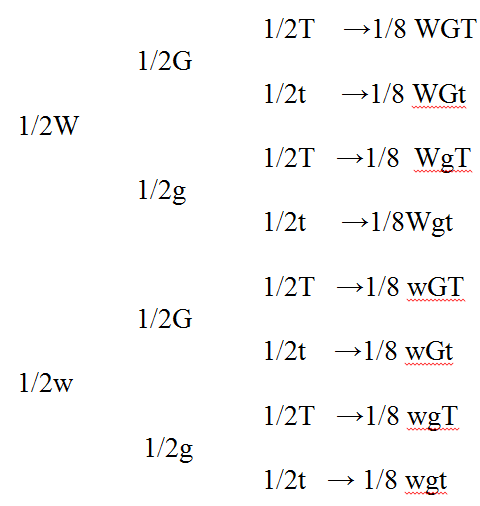 1/2T →1/8 WGT
1/2G
1/2t →1/8 WGt
1/2W
1/2T →1/8 WgT
1/2g
1/2t →1/8Wgt
1/2T →1/8 wGT
1/2G
1/2t →1/8 wGt
1/2w
1/2T →1/8 wgT
1/2g
1/2t → 1/8 wgt